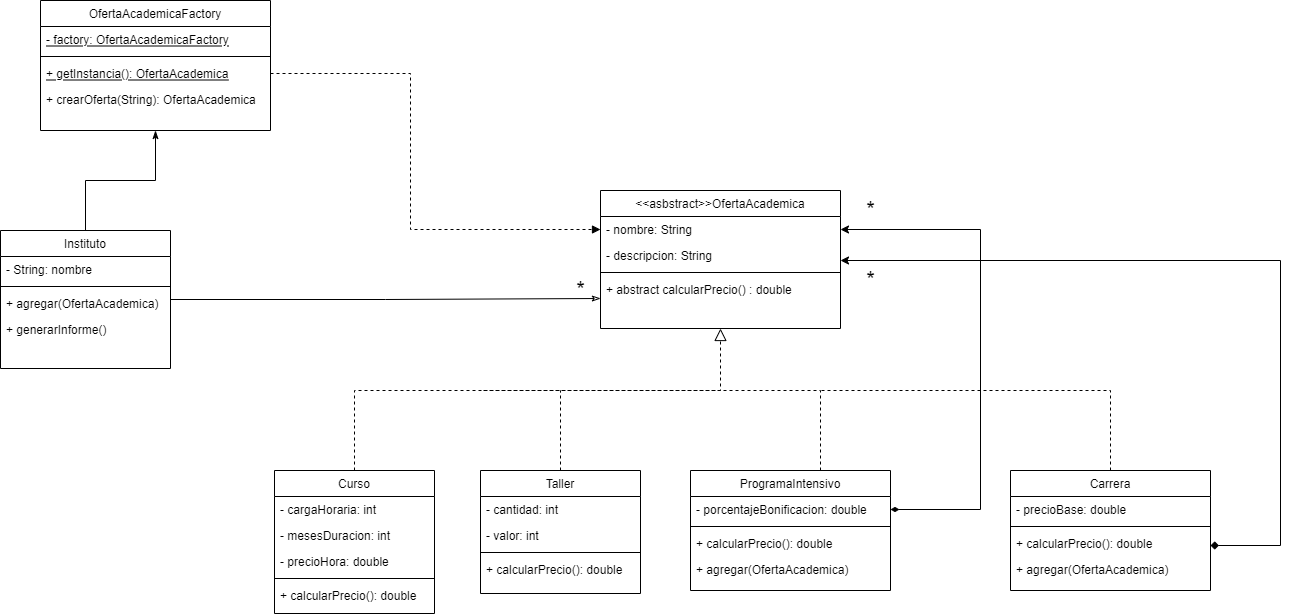 OfertaAcademicaFactory
- factory: OfertaAcademicaFactory
+ getInstancia(): OfertaAcademica
+ crearOferta(String): OfertaAcademica
Instituto
- String: nombre
+ agregar(OfertaAcademica)
+ generarInforme()
*
<<asbstract>>OfertaAcademica
- nombre: String
- descripcion: String
+ abstract calcularPrecio() : double
*
*
Curso
- cargaHoraria: int
- mesesDuracion: int
- precioHora: double
+ calcularPrecio(): double
Taller
- cantidad: int
- valor: int
+ calcularPrecio(): double
ProgramaIntensivo
- porcentajeBonificacion: double
+ calcularPrecio(): double
+ agregar(OfertaAcademica)
Carrera
- precioBase: double
+ calcularPrecio(): double
+ agregar(OfertaAcademica)